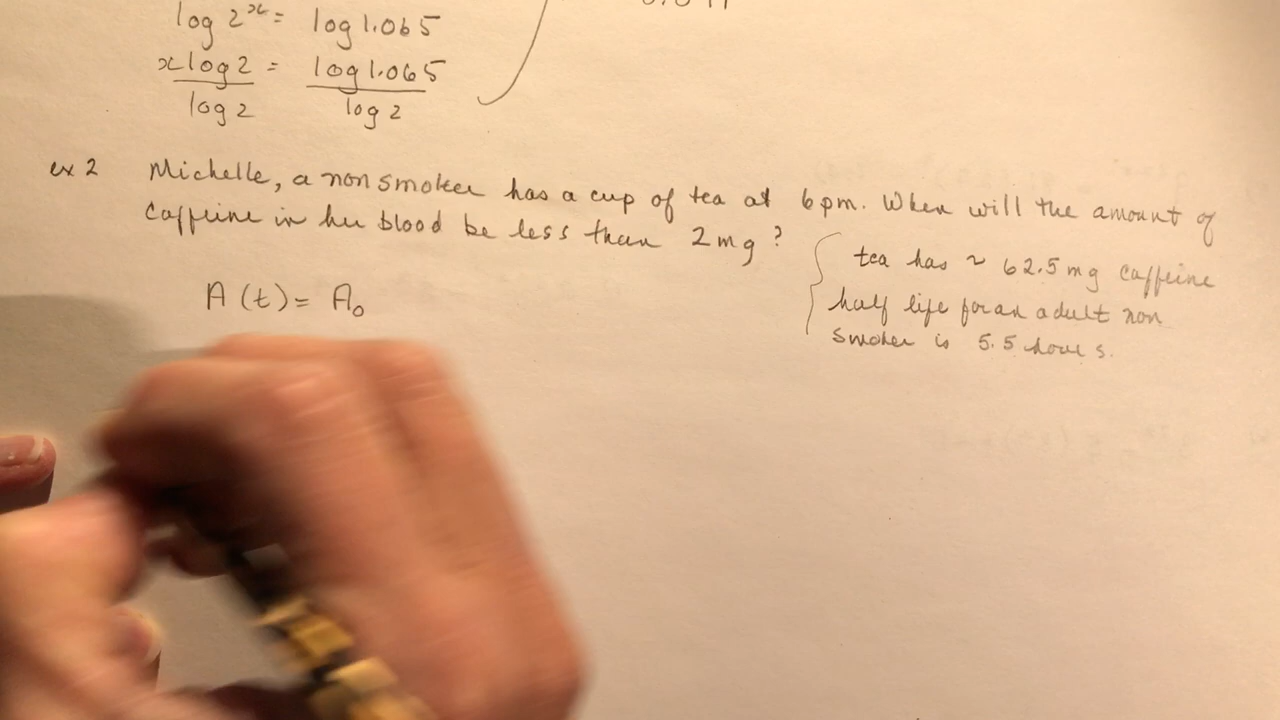 log 2^x = log 1.065
x log 2 = log 1.065
log 2 log 2
ex 2 Michelle, a non smoker has a cup of tea at 6 pm. When will the amount of
caffeine in her blood be less than 2 mg?
tea has ~ 62.5 mg caffeine
half life for an adult non
smoker is 5.5 hours.
A (t) = A₀